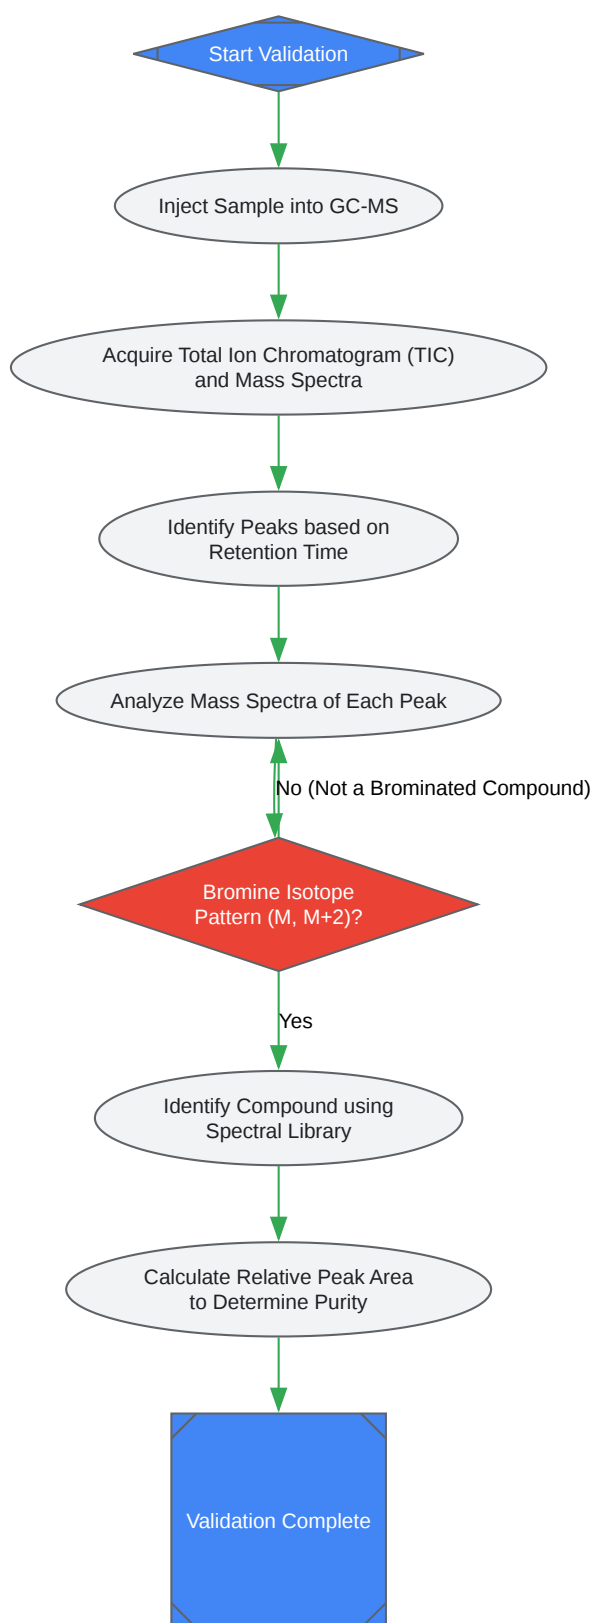 Start Validation
Inject Sample into GC-MS
Acquire Total Ion Chromatogram (TIC)
and Mass Spectra
Identify Peaks based on
Retention Time
Analyze Mass Spectra of Each Peak
No (Not a Brominated Compound)
Bromine Isotope
Pattern (M, M+2)?
Yes
Identify Compound using
Spectral Library
Calculate Relative Peak Area
to Determine Purity
Validation Complete